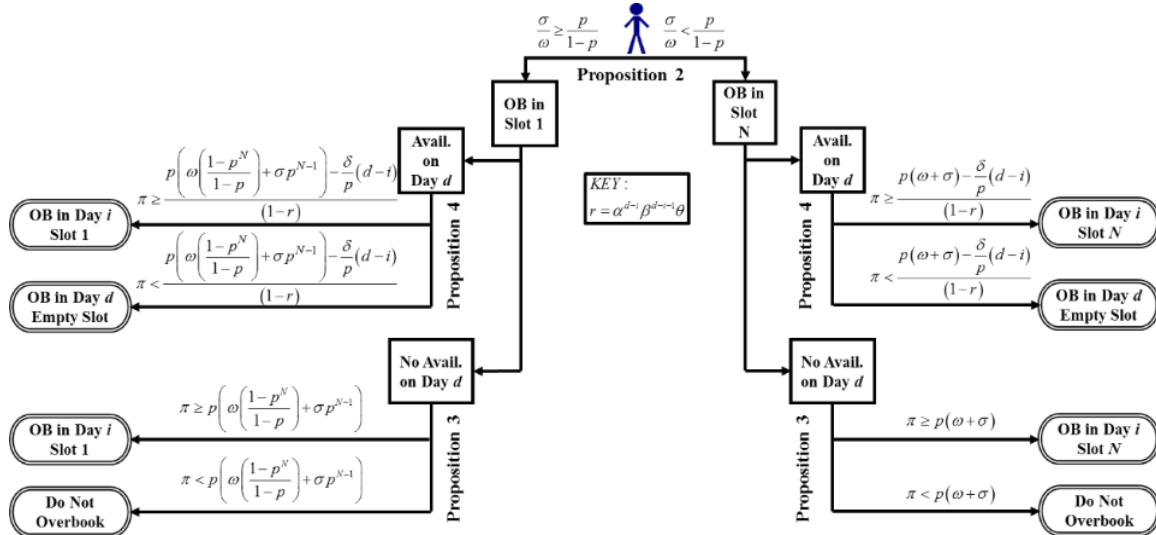 σ/ω ≥ p/(1−p)
σ/ω < p/(1−p)
Proposition 2
OB in
Slot 1
OB in
Slot
N
Avail.
on
Day d
π ≥ (p(ω((1−p^N)/(1−p)) + σp^(N−1)) − (δ/p)(d−i))/(1−r)
OB in Day i
Slot 1
π < (p(ω((1−p^N)/(1−p)) + σp^(N−1)) − (δ/p)(d−i))/(1−r)
OB in Day d
Empty Slot
Proposition 4
KEY :
r = α^(d−i) β^(d−i−1) θ
Avail.
on
Day d
π ≥ (p(ω+σ) − (δ/p)(d−i))/(1−r)
OB in Day i
Slot N
π < (p(ω+σ) − (δ/p)(d−i))/(1−r)
OB in Day d
Empty Slot
Proposition 4
No Avail.
on Day d
π ≥ p(ω((1−p^N)/(1−p)) + σp^(N−1))
OB in Day i
Slot 1
π < p(ω((1−p^N)/(1−p)) + σp^(N−1))
Do Not
Overbook
Proposition 3
No Avail.
on Day d
π ≥ p(ω+σ)
OB in Day i
Slot N
π < p(ω+σ)
Do Not
Overbook
Proposition 3